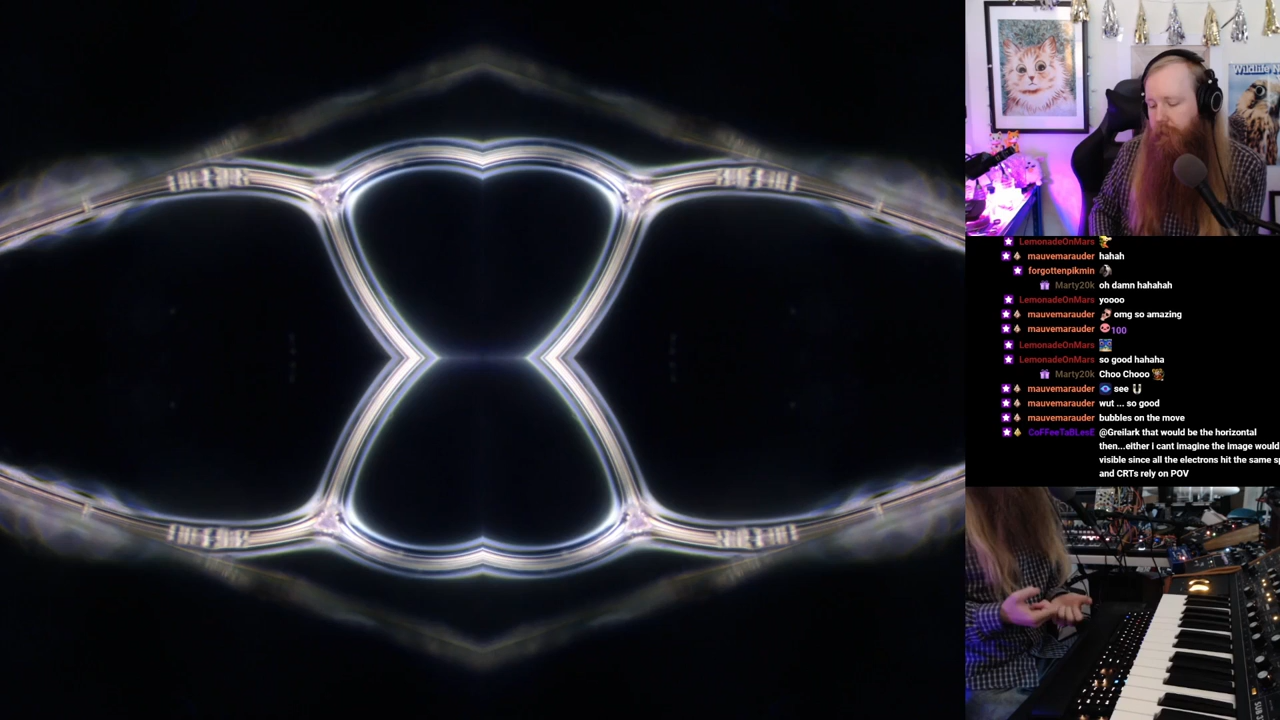 Wildlife N
LemonadeOnMars
mauvemarauder hahah
forgottenpikmin
Marty20k oh damn hahahah
LemonadeOnMars yoooo
mauvemarauder omg so amazing
mauvemarauder 100
LemonadeOnMars
LemonadeOnMars so good hahaha
Marty20k Choo Chooo
mauvemarauder see
mauvemarauder wut ... so good
mauvemarauder bubbles on the move
CoFFeeTaBLesE @Greilark that would be the horizontal
then...either i cant imagine the image would
visible since all the electrons hit the same sp
and CRTs rely on POV